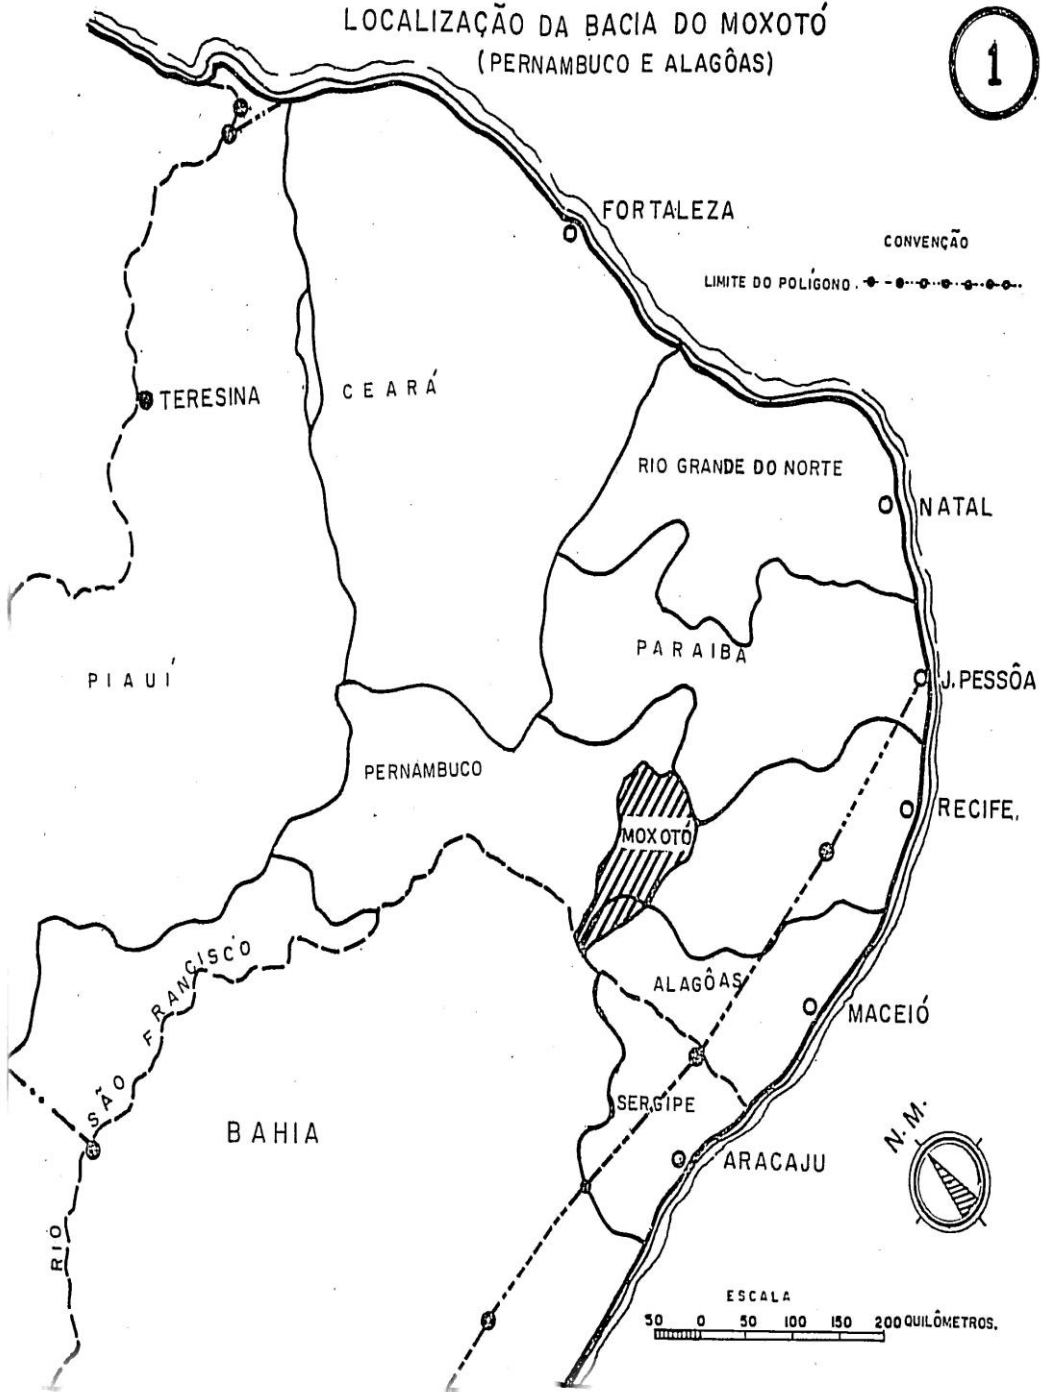 LOCALIZAÇÃO DA BACIA DO MOXOTÓ
(PERNAMBUCO E ALAGÔAS)
1
FORTALEZA
CONVENÇÃO
LIMITE DO POLÍGONO.
TERESINA
CEARÁ
RIO GRANDE DO NORTE
NATAL
PARAIBA
PIAUÍ
J. PESSÔA
PERNAMBUCO
RECIFE.
MOXOTÓ
RIO SÃO FRANCISCO
ALAGÔAS
MACEIÓ
SERGIPE
BAHIA
N. M.
ARACAJU
ESCALA
50 0 50 100 150 200 QUILÔMETROS.